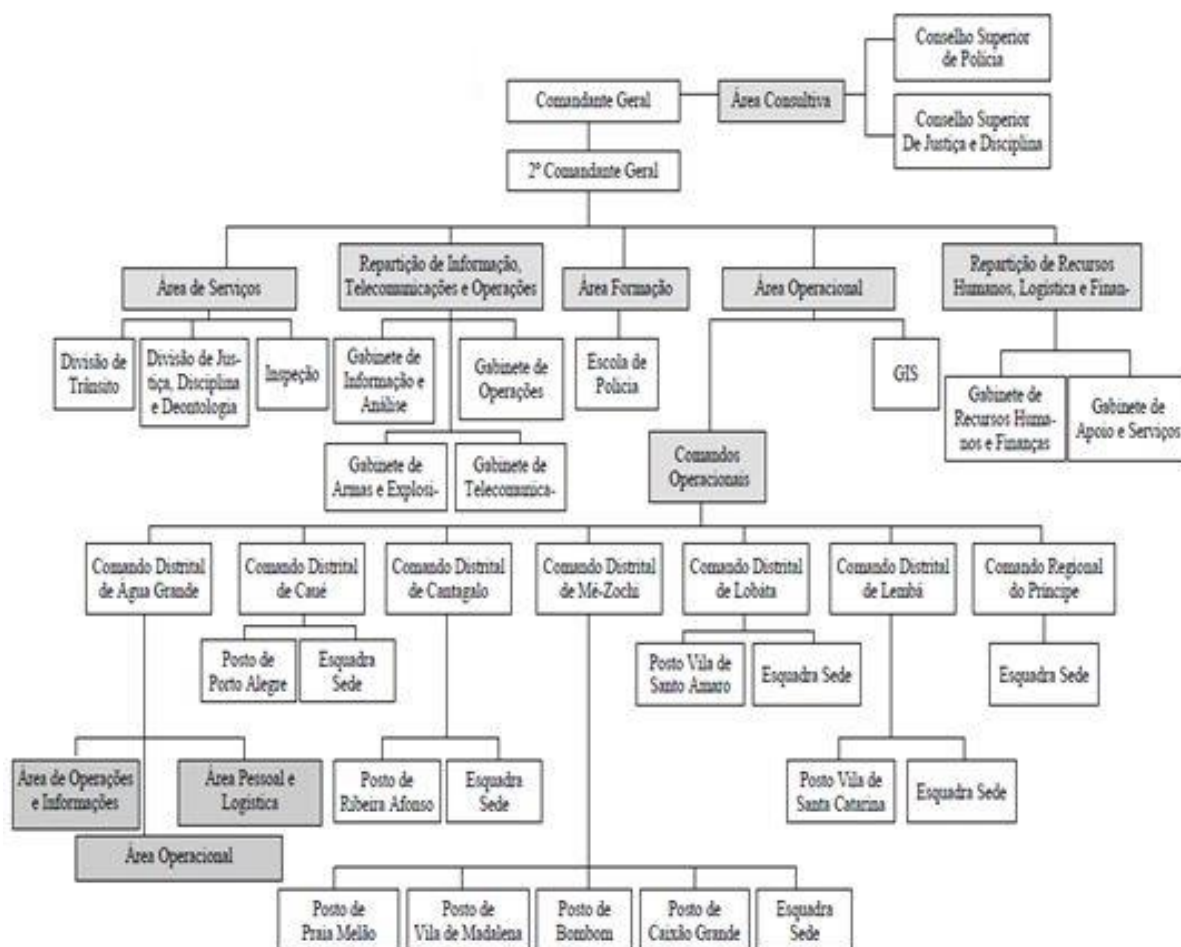 Conselho Superior
de Polícia
Comandante Geral
Área Consultiva
Conselho Superior
De Justiça e Disciplina
2º Comandante Geral
Área de Serviços
Repartição de Informação,
Telecomunicações e Operações
Área Formação
Área Operacional
Repartição de Recursos
Humanos, Logística e Finan-
Divisão de
Trânsito
Divisão de Jus-
tiça, Disciplina
e Deontologia
Inspeção
Gabinete de
Informação e
Análise
Gabinete de
Operações
Escola de
Polícia
GIS
Gabinete de
Recursos Huma-
nos e Finanças
Gabinete de
Apoio e Serviços
Gabinete de
Armas e Explosi-
Gabinete de
Telecomunica-
Comandos
Operacionais
Comando Distrital
de Água Grande
Comando Distrital
de Caué
Comando Distrital
de Cantagalo
Comando Distrital
de Mé-Zochi
Comando Distrital
de Lobáta
Comando Distrital
de Lembá
Comando Regional
do Príncipe
Posto de
Porto Alegre
Esquadra
Sede
Posto Vila de
Santo Amaro
Esquadra Sede
Esquadra Sede
Área de Operações
e Informações
Área Pessoal e
Logística
Posto de
Ribeira Afonso
Esquadra
Sede
Posto Vila de
Santa Catarina
Esquadra Sede
Área Operacional
Posto de
Praia Melão
Posto de
Vila de Madalena
Posto de
Bombom
Posto de
Caixão Grande
Esquadra
Sede